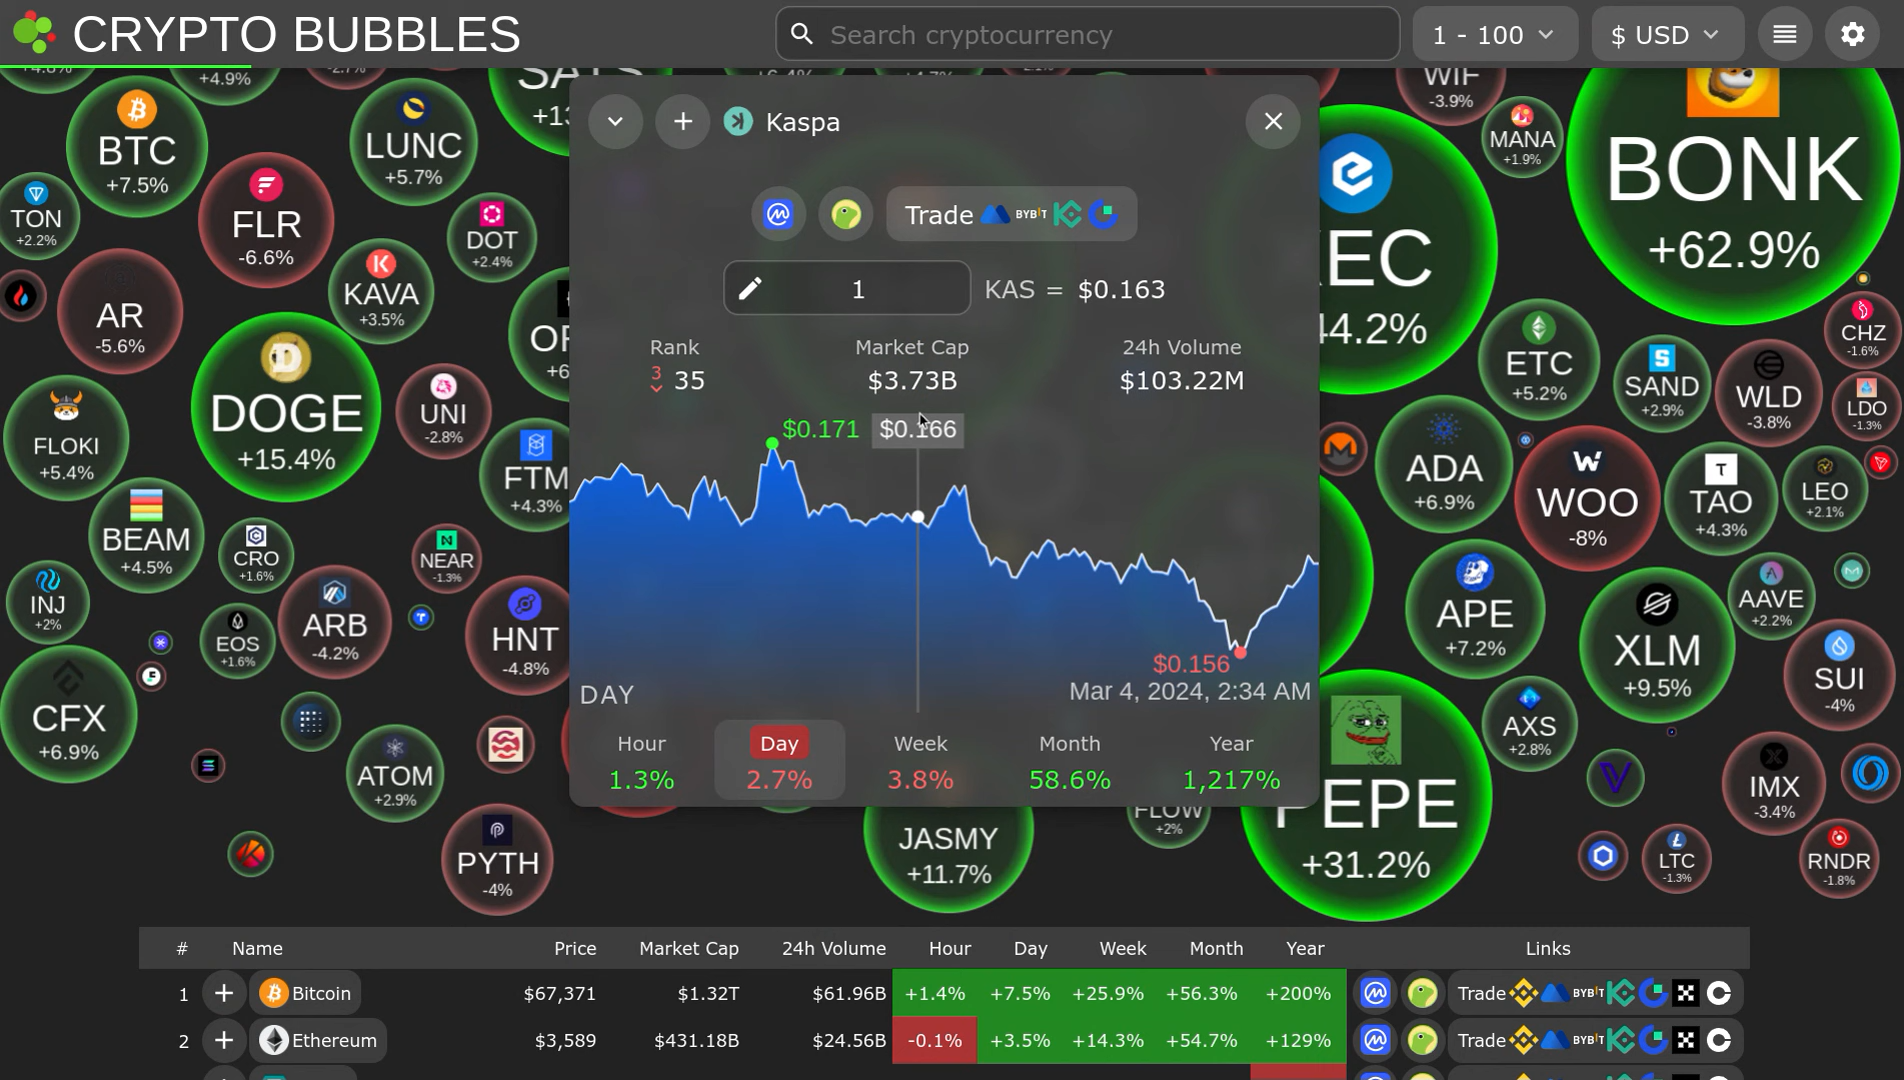 CRYPTO BUBBLES
Search cryptocurrency
1 - 100
$ USD
+4.9%
-2.7%
WIF
-3.9%
BTC
+7.5%
LUNC
+5.7%
MANA
+1.9%
BONK
+62.9%
TON
+2.2%
FLR
-6.6%
DOT
+2.4%
KAVA
+3.5%
AR
-5.6%
DOGE
+15.4%
UNI
-2.8%
FLOKI
+5.4%
FTM
+4.3%
BEAM
+4.5%
CRO
+1.6%
NEAR
-1.3%
INJ
+2%
EOS
+1.6%
ARB
-4.2%
HNT
-4.8%
CFX
+6.9%
ATOM
+2.9%
PYTH
-4%
Kaspa
Trade
BYBIT
1
KAS = $0.163
Rank
Market Cap
24h Volume
3
35
$3.73B
$103.22M
$0.171
$0.166
$0.156
DAY
Mar 4, 2024, 2:34 AM
Hour
Day
Week
Month
Year
1.3%
2.7%
3.8%
58.6%
1,217%
EC
44.2%
ETC
+5.2%
SAND
+2.9%
WLD
-3.8%
CHZ
-1.6%
LDO
-1.3%
ADA
+6.9%
WOO
-8%
TAO
+4.3%
LEO
+2.1%
APE
+7.2%
XLM
+9.5%
AAVE
+2.2%
SUI
-4%
AXS
+2.8%
IMX
-3.4%
PEPE
+31.2%
LTC
-1.3%
RNDR
-1.8%
FLOW
+2%
JASMY
+11.7%
# Name Price Market Cap 24h Volume Hour Day Week Month Year Links
1 Bitcoin $67,371 $1.32T $61.96B +1.4% +7.5% +25.9% +56.3% +200% Trade BYBIT
2 Ethereum $3,589 $431.18B $24.56B -0.1% +3.5% +14.3% +54.7% +129% Trade BYBIT